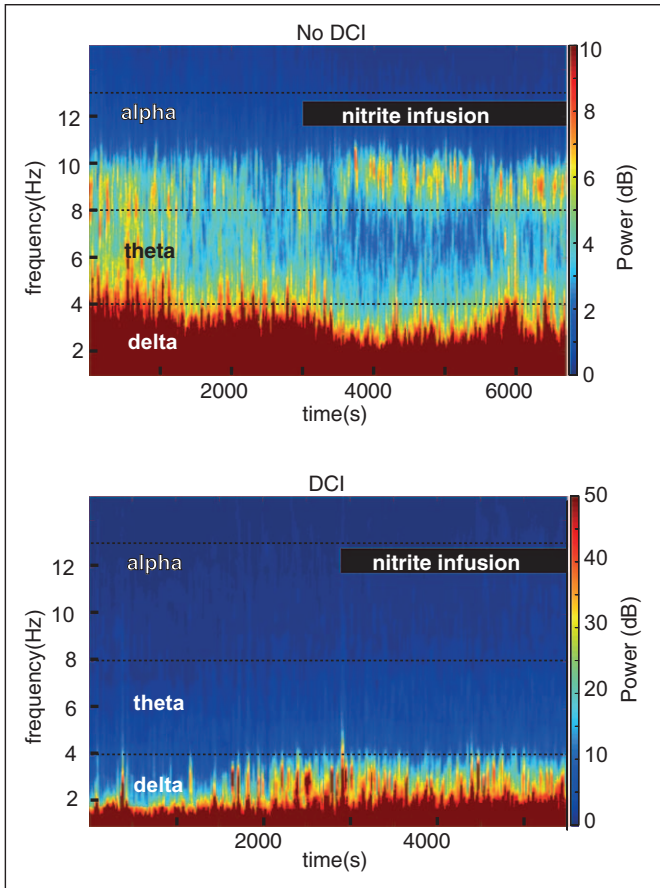 No DCI
alpha
nitrite infusion
theta
delta
frequency(Hz)
12
10
8
6
4
2
2000
4000
6000
time(s)
10
8
6
4
2
0
Power (dB)
DCI
alpha
nitrite infusion
theta
delta
frequency(Hz)
12
10
8
6
4
2
2000
4000
time(s)
50
40
30
20
10
0
Power (dB)